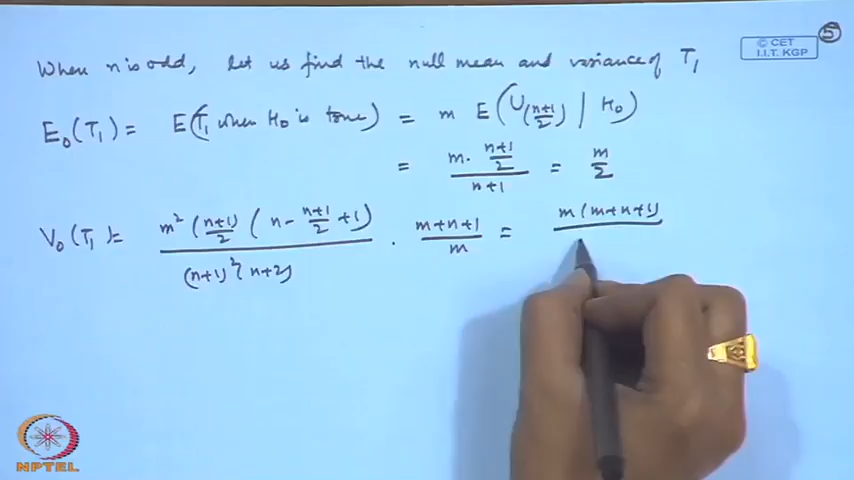 5
© CET
I.I.T. KGP
When n is odd, let us find the null mean and variance of T₁
E₀(T₁) = E(T₁ when H₀ is true) = m E(U_((n+1)/2) | H₀)
= (m · (n+1)/2) / (n+1) = m/2
V₀(T₁) = m² ((n+1)/2 (n - (n+1)/2 + 1) / (n+1)² (n+2) · (m+n+1)/m = m(m+n+1)
NPTEL